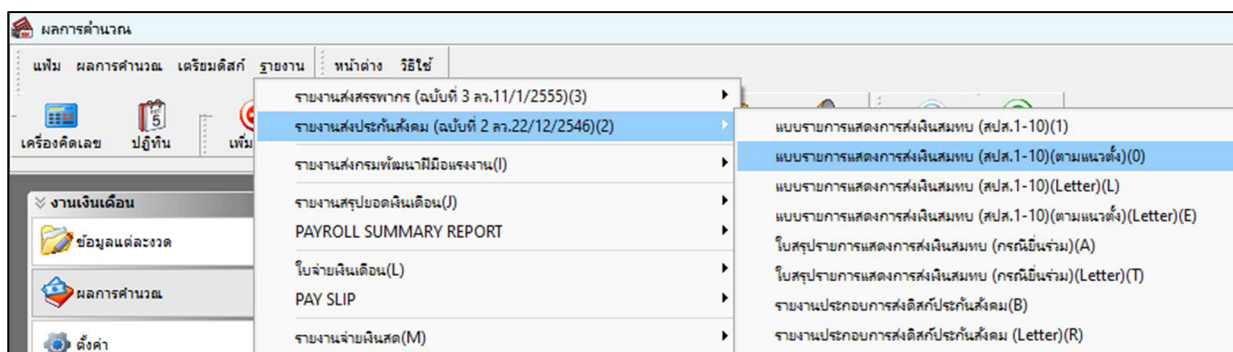 ผลการคำนวณ
แฟ้ม ผลการคำนวณ เตรียมดิสก์ รายงาน หน้าต่าง วิธีใช้
เครื่องคิดเลข ปฏิทิน เพิ่ม
งานเงินเดือน
ข้อมูลแต่ละงวด
ผลการคำนวณ
ตั้งค่า
รายงานส่งสรรพากร (ฉบับที่ 3 ลว.11/1/2555)(3)
รายงานส่งประกันสังคม (ฉบับที่ 2 ลว.22/12/2546)(2)
รายงานส่งกรมพัฒนาฝีมือแรงงาน(I)
รายงานสรุปยอดเงินเดือน(J)
PAYROLL SUMMARY REPORT
ใบจ่ายเงินเดือน(L)
PAY SLIP
รายงานจ่ายเงินสด(M)
แบบรายการแสดงการส่งเงินสมทบ (สปส.1-10)(1)
แบบรายการแสดงการส่งเงินสมทบ (สปส.1-10)(ตามแนวตั้ง)(0)
แบบรายการแสดงการส่งเงินสมทบ (สปส.1-10)(Letter)(L)
แบบรายการแสดงการส่งเงินสมทบ (สปส.1-10)(ตามแนวตั้ง)(Letter)(E)
ใบสรุปรายการแสดงการส่งเงินสมทบ (กรณียื่นร่วม)(A)
ใบสรุปรายการแสดงการส่งเงินสมทบ (กรณียื่นร่วม)(Letter)(T)
รายงานประกอบการส่งดิสก์ประกันสังคม(B)
รายงานประกอบการส่งดิสก์ประกันสังคม (Letter)(R)